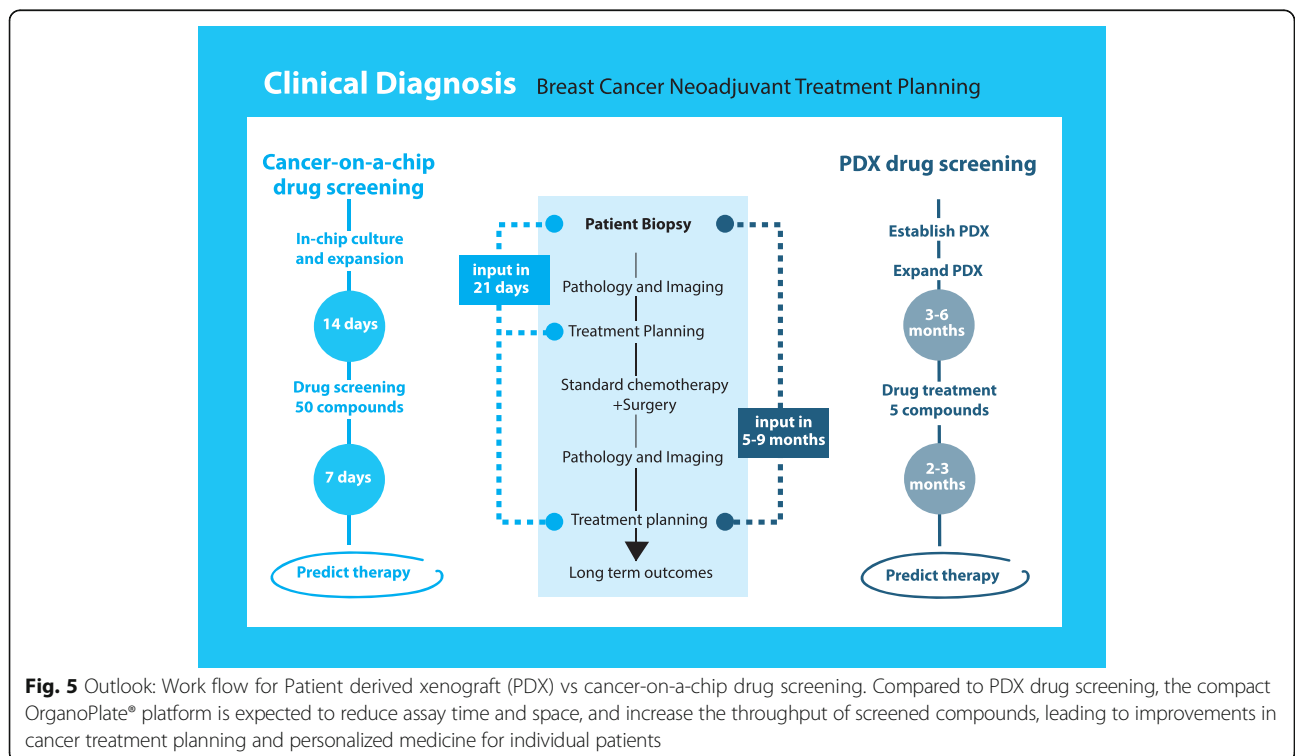 Clinical Diagnosis Breast Cancer Neoadjuvant Treatment Planning
Cancer-on-a-chip
drug screening
In-chip culture
and expansion
14 days
Drug screening
50 compounds
7 days
Predict therapy
input in
21 days
Patient Biopsy
Pathology and Imaging
Treatment Planning
Standard chemotherapy
+Surgery
Pathology and Imaging
Treatment planning
Long term outcomes
input in
5-9 months
PDX drug screening
Establish PDX
Expand PDX
3-6
months
Drug treatment
5 compounds
2-3
months
Predict therapy
Fig. 5 Outlook: Work flow for Patient derived xenograft (PDX) vs cancer-on-a-chip drug screening. Compared to PDX drug screening, the compact
OrganoPlate® platform is expected to reduce assay time and space, and increase the throughput of screened compounds, leading to improvements in
cancer treatment planning and personalized medicine for individual patients